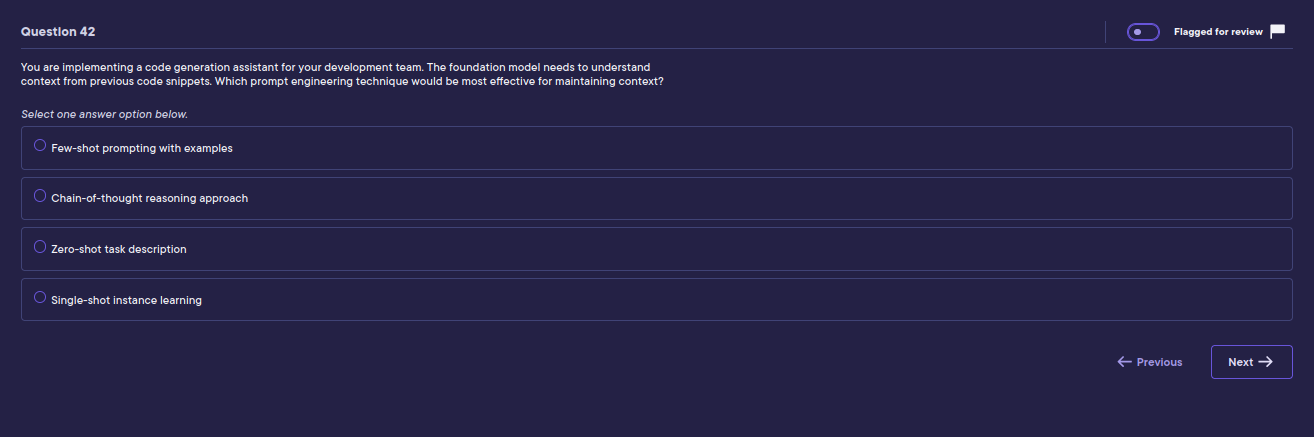 Question 42
Flagged for review
You are implementing a code generation assistant for your development team. The foundation model needs to understand
context from previous code snippets. Which prompt engineering technique would be most effective for maintaining context?
Select one answer option below.
Few-shot prompting with examples
Chain-of-thought reasoning approach
Zero-shot task description
Single-shot instance learning
Previous
Next